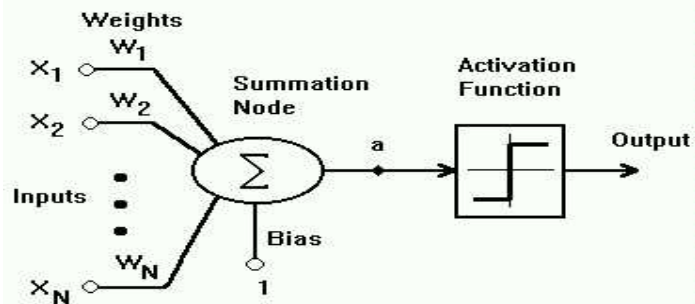 Weights
W1
X1
W2
X2
Summation
Node
Activation
Function
Σ
a
Output
Inputs
Bias
WN
XN
1